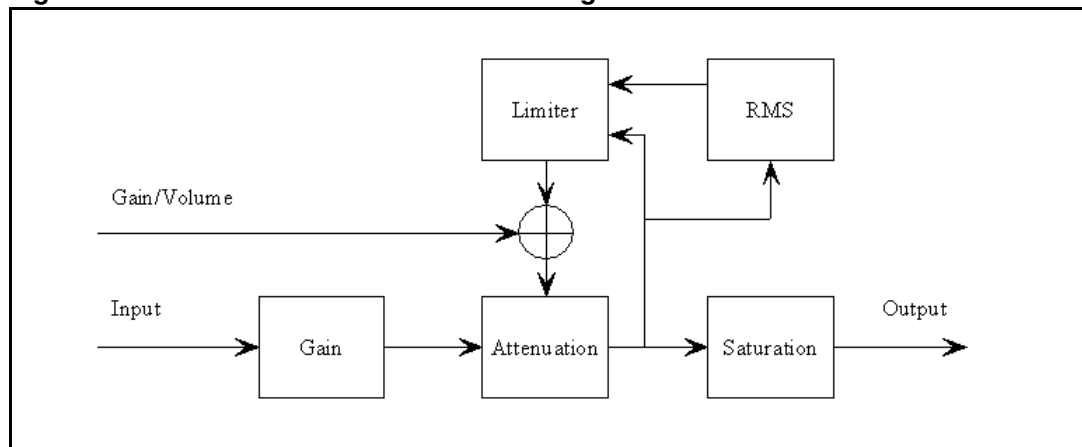 Limiter
RMS
Gain/Volume
Input
Output
Gain
Attenuation
Saturation